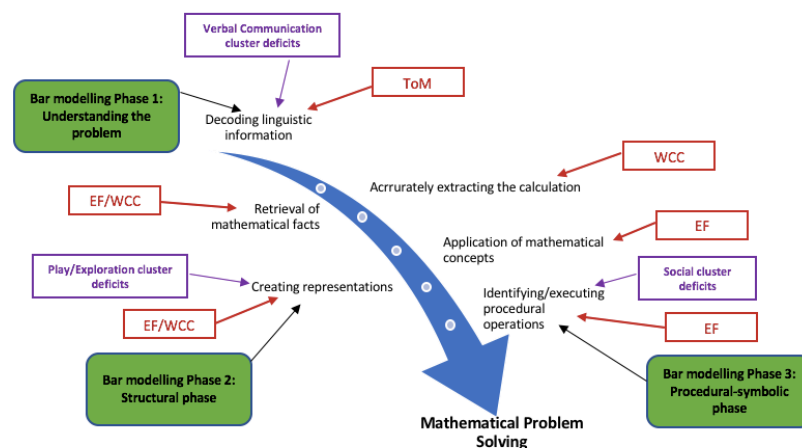 Verbal Communication
cluster deficits
ToM
Bar modelling Phase 1:
Understanding the
problem
Decoding linguistic
information
WCC
Acrrurately extracting the calculation
EF/WCC
Retrieval of
mathematical facts
EF
Application of mathematical
concepts
Play/Exploration cluster
deficits
Creating representations
Social cluster
deficits
Identifying/executing
procedural
operations
EF/WCC
EF
Bar modelling Phase 2:
Structural phase
Bar modelling Phase 3:
Procedural-symbolic
phase
Mathematical Problem
Solving